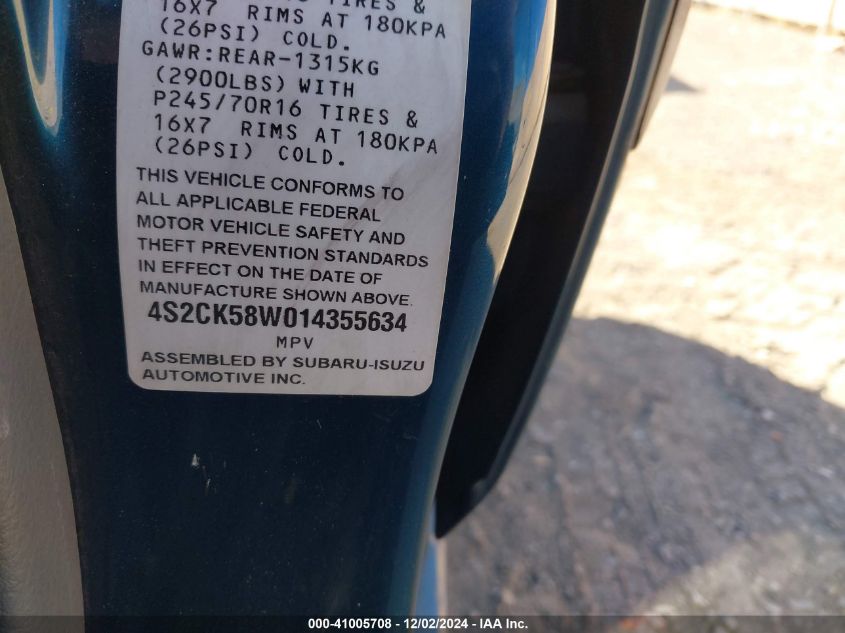 TIRES &
16X7 RIMS AT 180KPA
(26PSI) COLD.
GAWR:REAR-1315KG
(2900LBS) WITH
P245/70R16 TIRES &
16X7 RIMS AT 180KPA
(26PSI) COLD.
THIS VEHICLE CONFORMS TO
ALL APPLICABLE FEDERAL
MOTOR VEHICLE SAFETY AND
THEFT PREVENTION STANDARDS
IN EFFECT ON THE DATE OF
MANUFACTURE SHOWN ABOVE.
4S2CK58W014355634
MPV
ASSEMBLED BY SUBARU-ISUZU
AUTOMOTIVE INC.
000-41005708 - 12/02/2024 - IAA Inc.